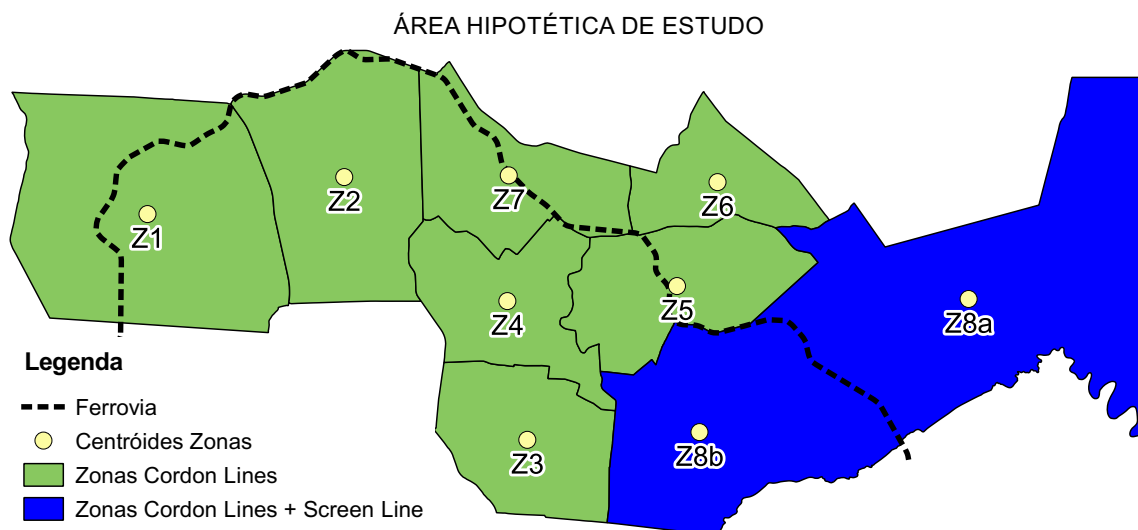 ÁREA HIPOTÉTICA DE ESTUDO
Z1
Z2
Z7
Z6
Z4
Z5
Z8a
Z3
Z8b
Legenda
Ferrovia
Centróides Zonas
Zonas Cordon Lines
Zonas Cordon Lines + Screen Line